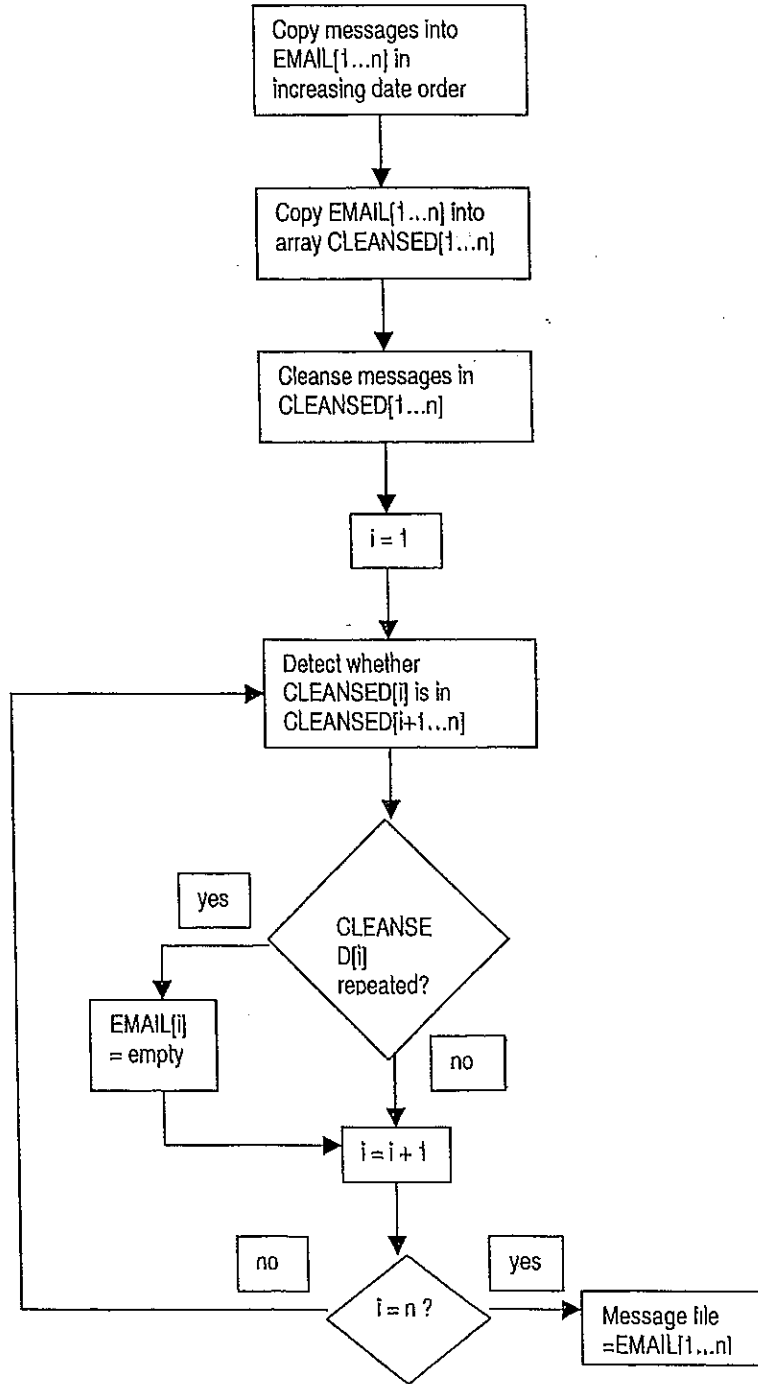 Copy messages into
EMAIL[1...n] in
increasing date order
Copy EMAIL[1...n] into
array CLEANSED[1...n]
Cleanse messages in
CLEANSED[1...n]
i = 1
Detect whether
CLEANSED[i] is in
CLEANSED[i+1...n]
yes
CLEANSE
D[i]
repeated?
EMAIL[i]
= empty
no
i = i + 1
no
yes
i = n ?
Message file
=EMAIL[1...n]